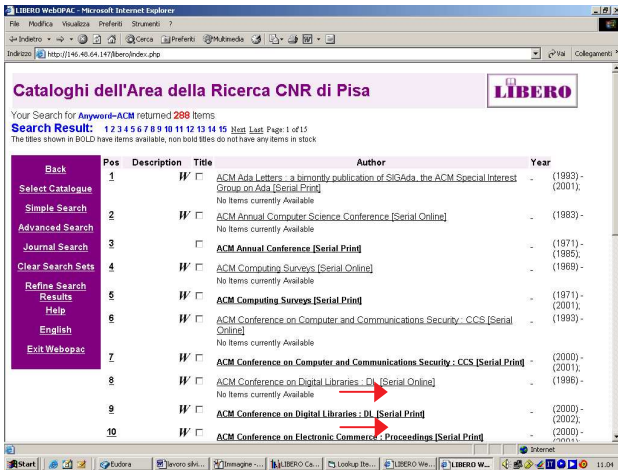 LIBERO WebOPAC - Microsoft Internet Explorer
File Modifica Visualizza Preferiti Strumenti ?
Indietro Cerca Preferiti Multimedia
Indirizzo http://146.48.64.147/libero/index.php Vai Collegamenti
Cataloghi dell'Area della Ricerca CNR di Pisa
LIBERO
Your Search for Anyword=ACM returned 288 Items
Search Result: 1 2 3 4 5 6 7 8 9 10 11 12 13 14 15 Next Last Page: 1 of 15
The titles shown in BOLD have items available, non bold titles do not have any items in stock
Back
Select Catalogue
Simple Search
Advanced Search
Journal Search
Clear Search Sets
Refine Search
Results
Help
English
Exit Webopac
Pos Description Title Author Year
1 W ACM Ada Letters : a bimontly publication of SIGAda, the ACM Special Interest - (1993) -
Group on Ada [Serial Print] (2001);
No Items currently Available
2 W ACM Annual Computer Science Conference [Serial Online] - (1983) -
No Items currently Available
3 ACM Annual Conference [Serial Print] - (1971) -
(1985);
4 W ACM Computing Surveys [Serial Online] - (1969) -
No Items currently Available
5 W ACM Computing Surveys [Serial Print] - (1971) -
(2001);
6 W ACM Conference on Computer and Communications Security : CCS [Serial - (1993) -
Online]
No Items currently Available
7 W ACM Conference on Computer and Communications Security : CCS [Serial Print] - (2000) -
(2001);
8 W ACM Conference on Digital Libraries : DL [Serial Online] - (1996) -
No Items currently Available
9 W ACM Conference on Digital Libraries : DL [Serial Print] - (2000) -
(2002);
10 W ACM Conference on Electronic Commerce : Proceedings [Serial Print] - (2000) -
(2001)
Internet
Start Eudora lavoro silvi... Immagine -... LIBERO Ca... Lookup Ite... LIBERO We... LIBERO W... 11.04